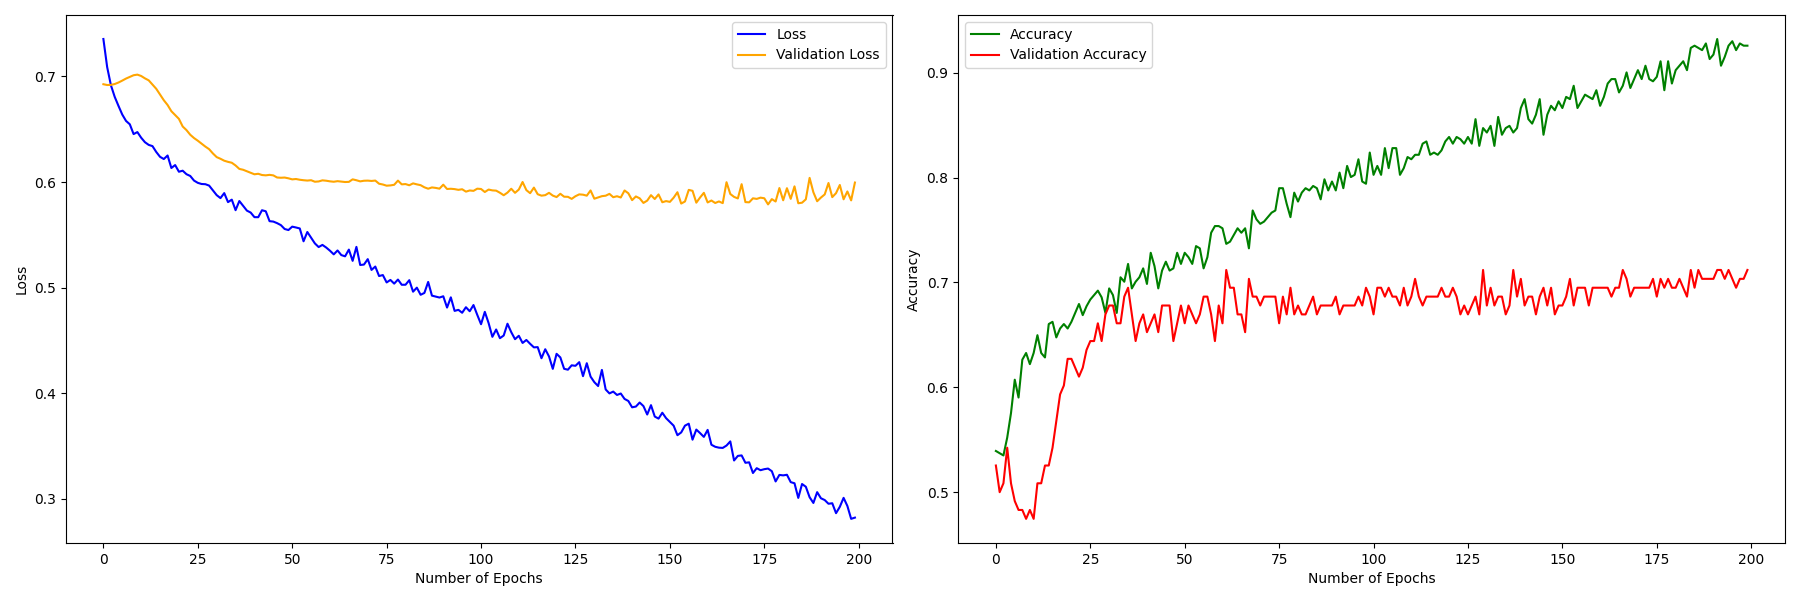 Loss
Validation Loss
0.7
0.6
0.5
0.4
0.3
Loss
0 25 50 75 100 125 150 175 200
Number of Epochs
Accuracy
Validation Accuracy
0.9
0.8
0.7
0.6
0.5
Accuracy
0 25 50 75 100 125 150 175 200
Number of Epochs